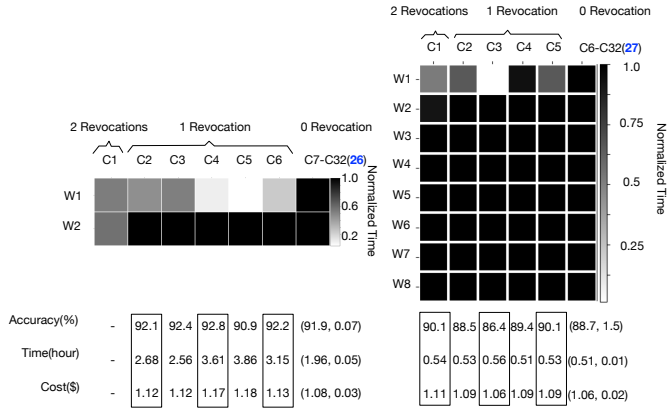 2 Revocations 1 Revocation 0 Revocation
C1 C2 C3 C4 C5 C6-C32(27)
W1
W2
W3
W4
W5
W6
W7
W8
1.0
0.75
0.5
0.25
Normalized Time
2 Revocations 1 Revocation 0 Revocation
C1 C2 C3 C4 C5 C6 C7-C32(26)
W1
W2
1.0
0.6
0.2
Normalized Time
Accuracy(%) - 92.1 92.4 92.8 90.9 92.2 (91.9, 0.07)
Time(hour) - 2.68 2.56 3.61 3.86 3.15 (1.96, 0.05)
Cost($) - 1.12 1.12 1.17 1.18 1.13 (1.08, 0.03)
90.1 88.5 86.4 89.4 90.1 (88.7, 1.5)
0.54 0.53 0.56 0.51 0.53 (0.51, 0.01)
1.11 1.09 1.06 1.09 1.09 (1.06, 0.02)